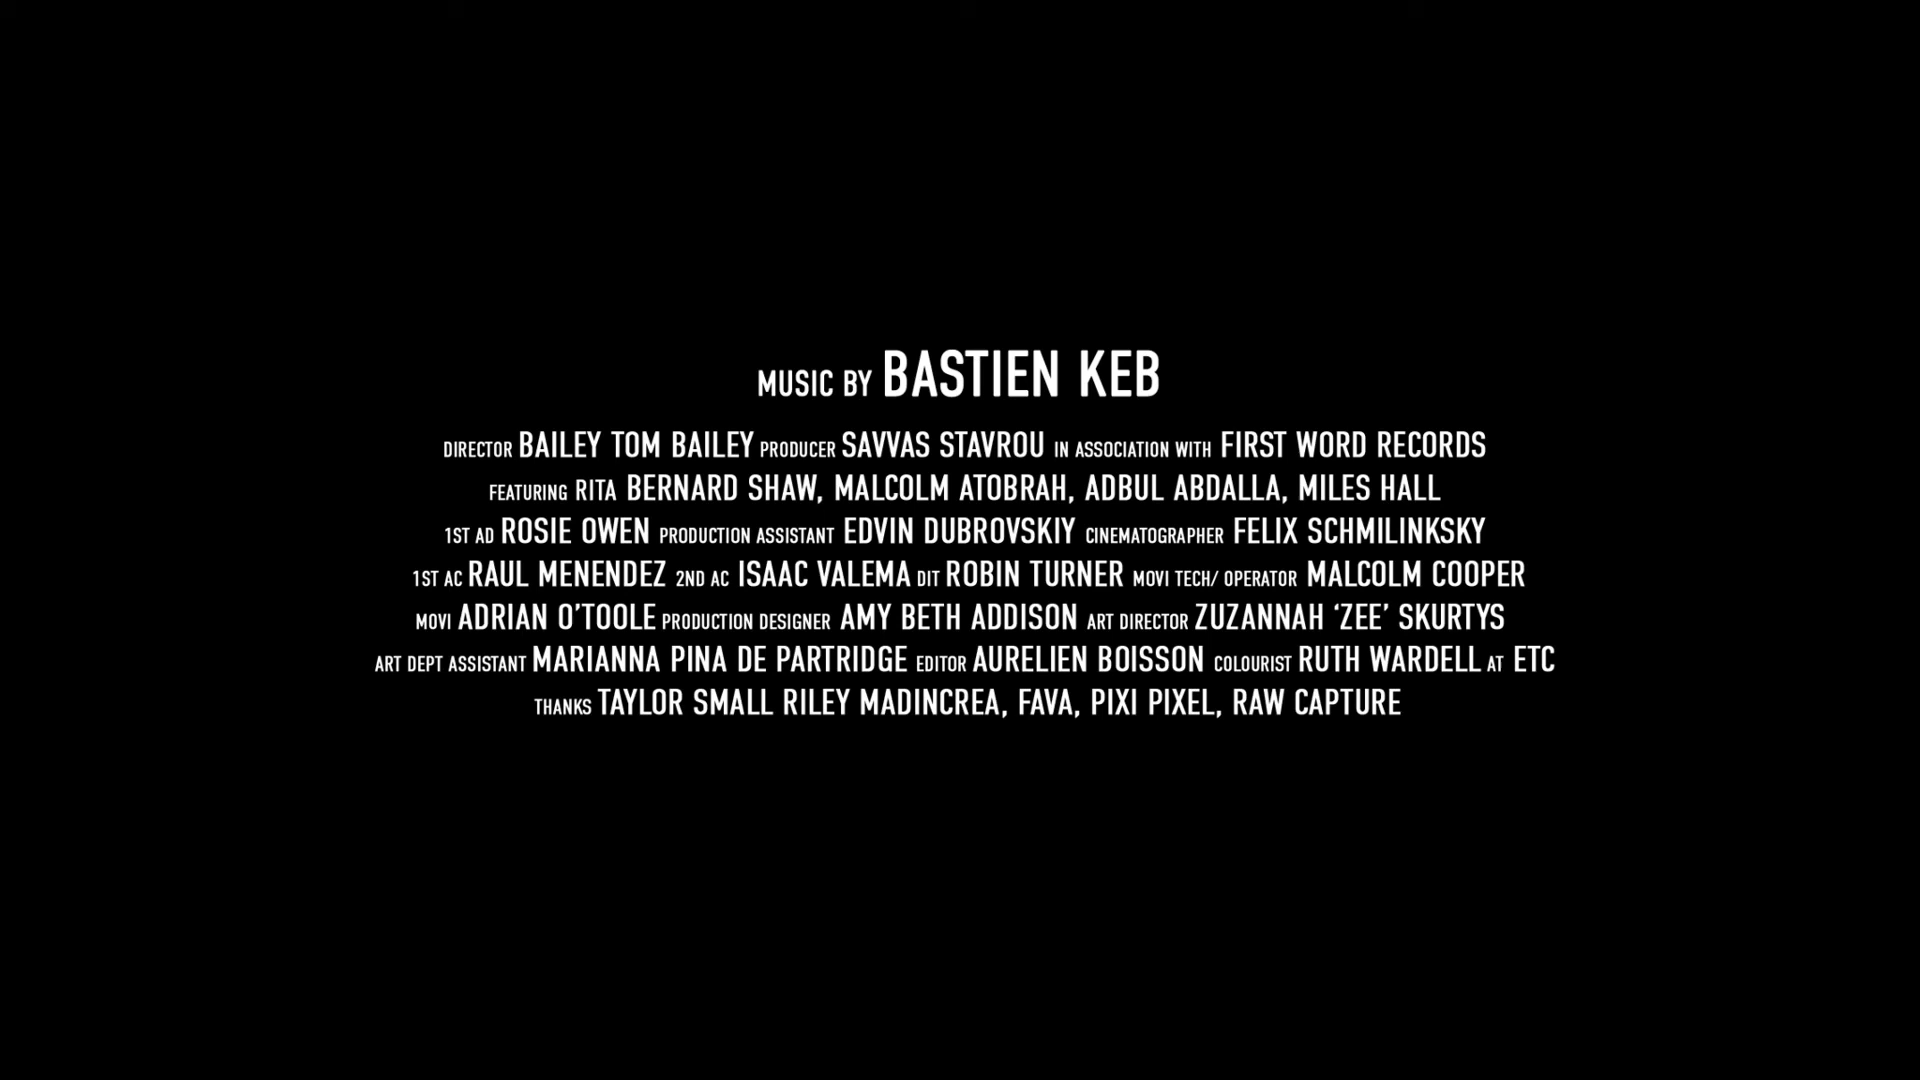 MUSIC BY BASTIEN KEB
DIRECTOR BAILEY TOM BAILEY PRODUCER SAVVAS STAVROU IN ASSOCIATION WITH FIRST WORD RECORDS
FEATURING RITA BERNARD SHAW, MALCOLM ATOBRAH, ADBUL ABDALLA, MILES HALL
1ST AD ROSIE OWEN PRODUCTION ASSISTANT EDVIN DUBROVSKIY CINEMATOGRAPHER FELIX SCHMILINKSKY
1ST AC RAUL MENENDEZ 2ND AC ISAAC VALEMA DIT ROBIN TURNER MOVI TECH/ OPERATOR MALCOLM COOPER
MOVI ADRIAN O’TOOLE PRODUCTION DESIGNER AMY BETH ADDISON ART DIRECTOR ZUZANNAH ‘ZEE’ SKURTYS
ART DEPT ASSISTANT MARIANNA PINA DE PARTRIDGE EDITOR AURELIEN BOISSON COLOURIST RUTH WARDELL AT ETC
THANKS TAYLOR SMALL RILEY MADINCREA, FAVA, PIXI PIXEL, RAW CAPTURE